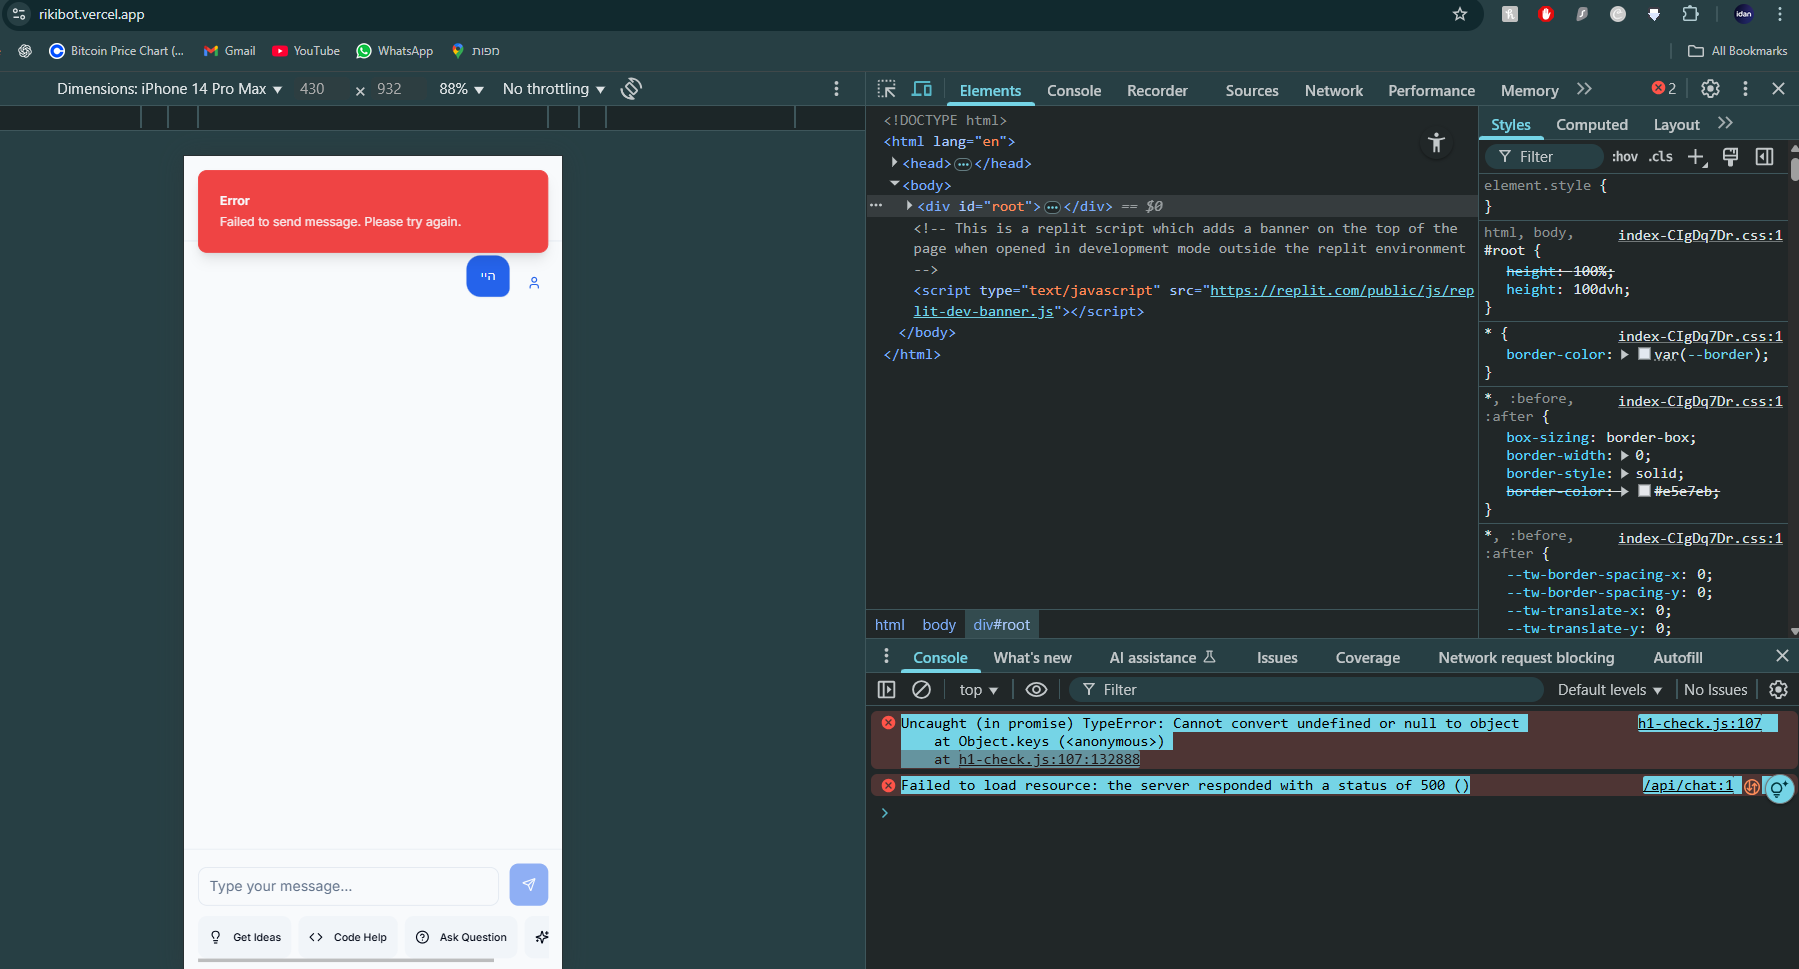 rikibot.vercel.app
idan
Bitcoin Price Chart (...
Gmail
YouTube
WhatsApp
מפות
All Bookmarks
Dimensions: iPhone 14 Pro Max ▼ 430 × 932 88% ▼ No throttling ▼
Elements Console Recorder Sources Network Performance Memory 2
Error
Failed to send message. Please try again.
היי
Type your message...
Get Ideas
Code Help
Ask Question
<!DOCTYPE html>
<html lang="en">
<head> ... </head>
<body>
... <div id="root"> ... </div> == $0
<!-- This is a replit script which adds a banner on the top of the
page when opened in development mode outside the replit environment
-->
<script type="text/javascript" src="https://replit.com/public/js/rep
lit-dev-banner.js"></script>
</body>
</html>
html body div#root
Styles Computed Layout
Filter :hov .cls
element.style {
}
html, body, index-CIgDq7Dr.css:1
#root {
height: 100%;
height: 100dvh;
}
* { index-CIgDq7Dr.css:1
border-color: var(--border);
}
*, :before, index-CIgDq7Dr.css:1
:after {
box-sizing: border-box;
border-width: 0;
border-style: solid;
border-color: #e5e7eb;
}
*, :before, index-CIgDq7Dr.css:1
:after {
--tw-border-spacing-x: 0;
--tw-border-spacing-y: 0;
--tw-translate-x: 0;
--tw-translate-y: 0;
Console What's new AI assistance Issues Coverage Network request blocking Autofill
top ▼ Filter Default levels ▼ No Issues
Uncaught (in promise) TypeError: Cannot convert undefined or null to object h1-check.js:107
at Object.keys (<anonymous>)
at h1-check.js:107:132888
Failed to load resource: the server responded with a status of 500 () /api/chat:1